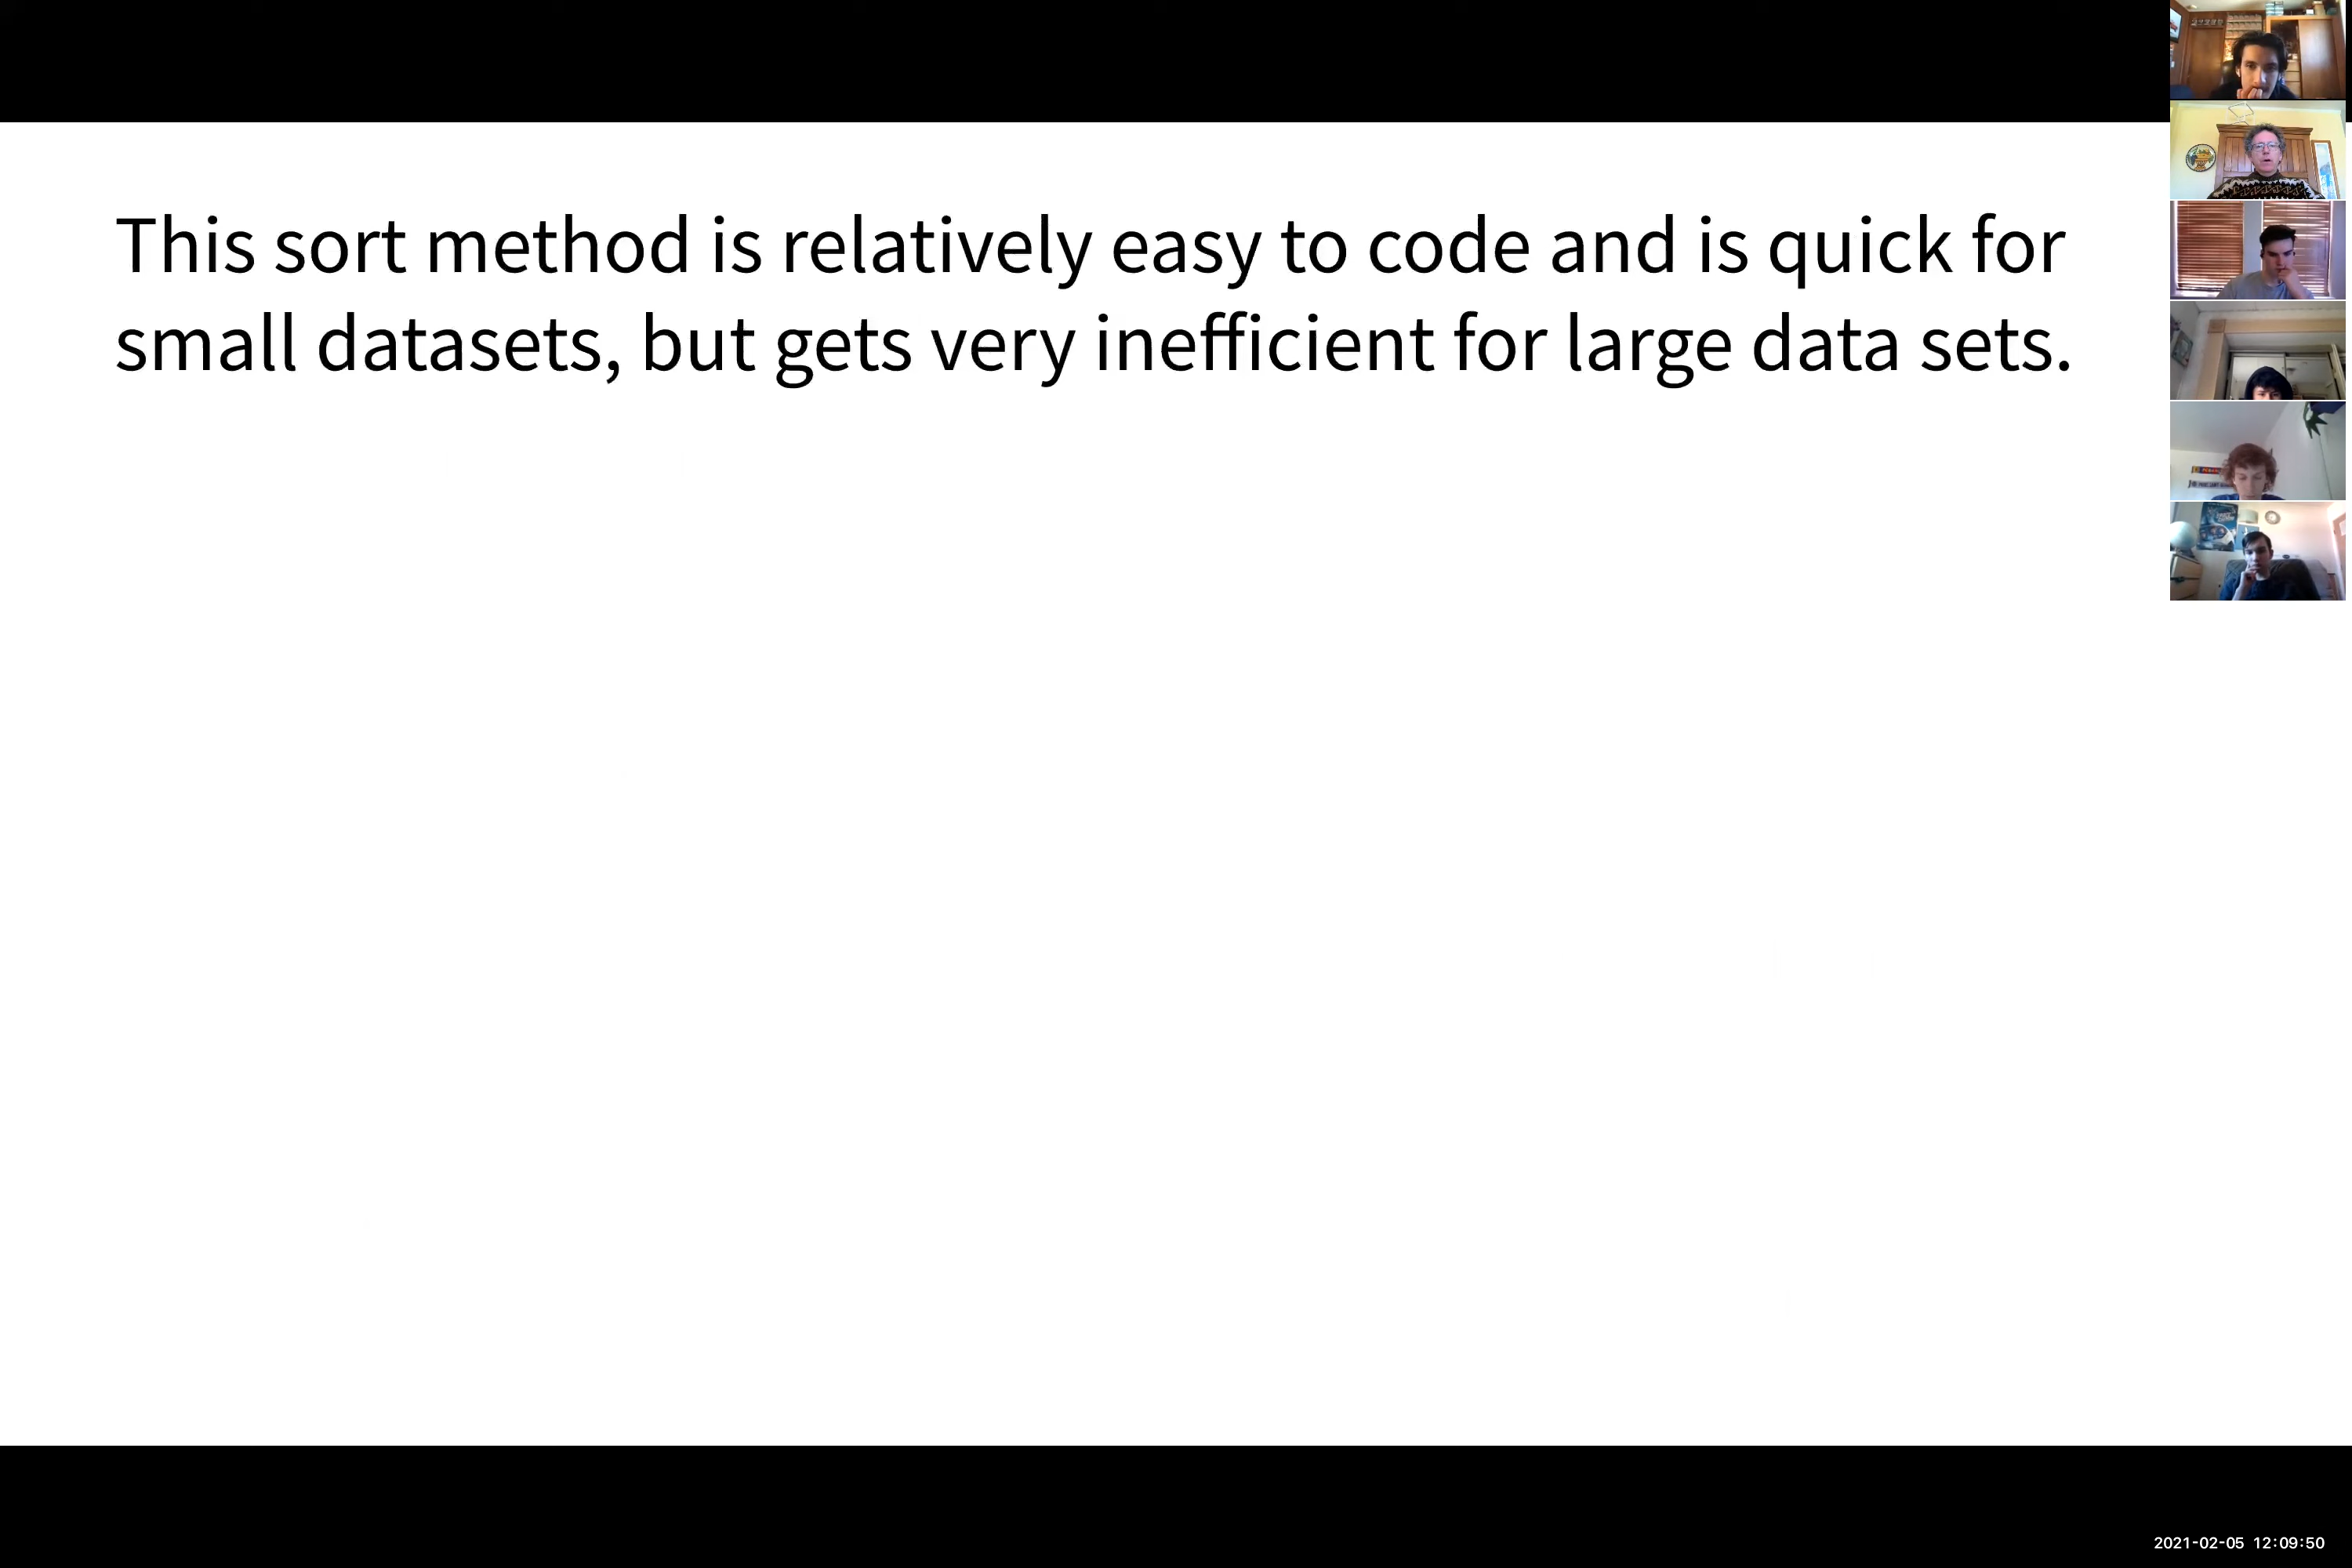 This sort method is relatively easy to code and is quick for
small datasets, but gets very inefficient for large data sets.
2021-02-05 12:09:50